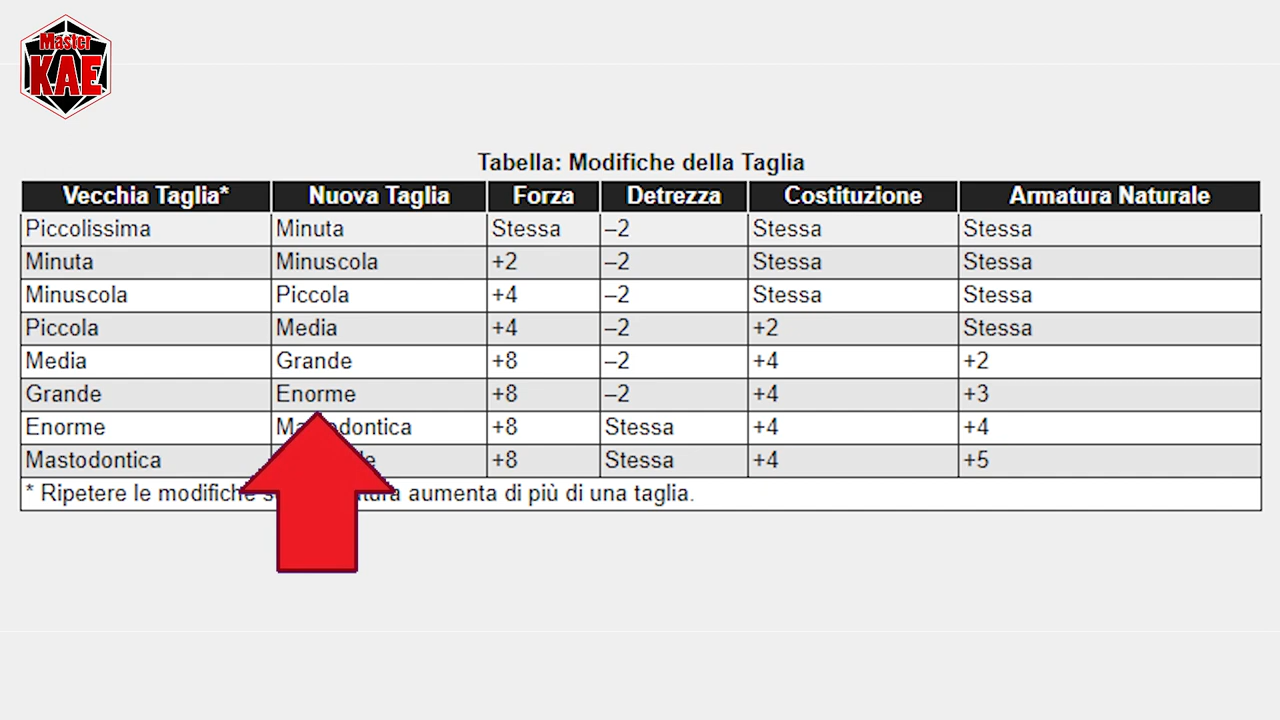 Master
KAE
Tabella: Modifiche della Taglia
Vecchia Taglia* Nuova Taglia Forza Detrezza Costituzione Armatura Naturale
Piccolissima Minuta Stessa –2 Stessa Stessa
Minuta Minuscola +2 –2 Stessa Stessa
Minuscola Piccola +4 –2 Stessa Stessa
Piccola Media +4 –2 +2 Stessa
Media Grande +8 –2 +4 +2
Grande Enorme +8 –2 +4 +3
Enorme +8 Stessa +4 +4
Mastodontica +8 Stessa +4 +5
* Ripetere le modifiche aumenta di più di una taglia.